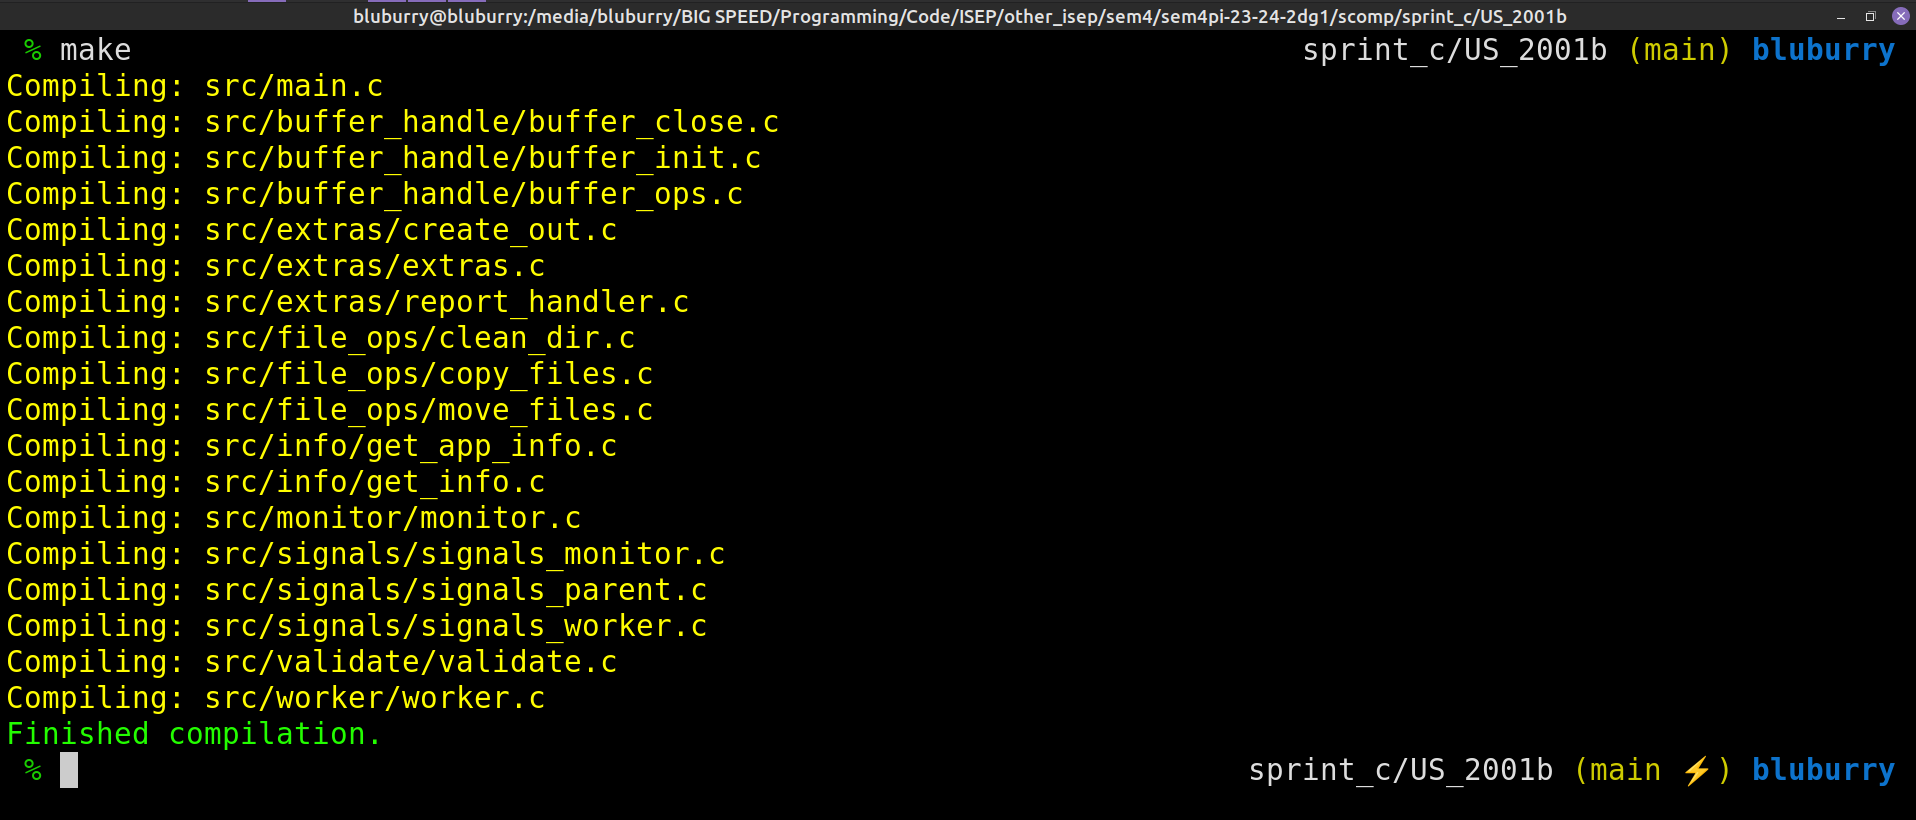 bluburry@bluburry:/media/bluburry/BIG SPEED/Programming/Code/ISEP/other_isep/sem4/sem4pi-23-24-2dg1/scomp/sprint_c/US_2001b
% make sprint_c/US_2001b (main) bluburry
Compiling: src/main.c
Compiling: src/buffer_handle/buffer_close.c
Compiling: src/buffer_handle/buffer_init.c
Compiling: src/buffer_handle/buffer_ops.c
Compiling: src/extras/create_out.c
Compiling: src/extras/extras.c
Compiling: src/extras/report_handler.c
Compiling: src/file_ops/clean_dir.c
Compiling: src/file_ops/copy_files.c
Compiling: src/file_ops/move_files.c
Compiling: src/info/get_app_info.c
Compiling: src/info/get_info.c
Compiling: src/monitor/monitor.c
Compiling: src/signals/signals_monitor.c
Compiling: src/signals/signals_parent.c
Compiling: src/signals/signals_worker.c
Compiling: src/validate/validate.c
Compiling: src/worker/worker.c
Finished compilation.
% sprint_c/US_2001b (main ⚡) bluburry